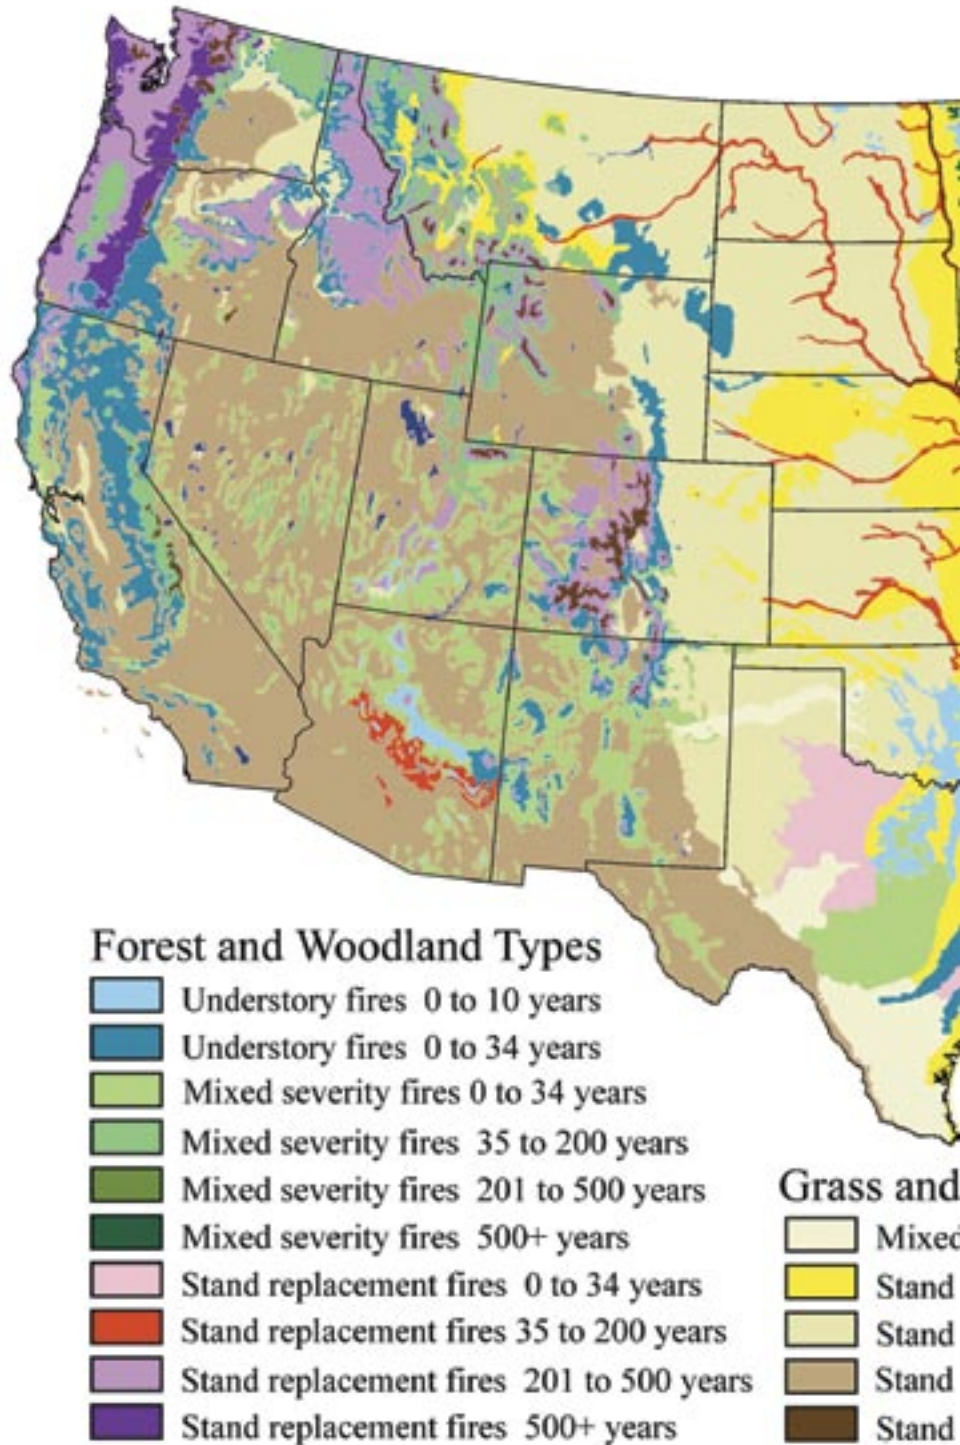 Forest and Woodland Types
Understory fires 0 to 10 years
Understory fires 0 to 34 years
Mixed severity fires 0 to 34 years
Mixed severity fires 35 to 200 years
Mixed severity fires 201 to 500 years
Mixed severity fires 500+ years
Stand replacement fires 0 to 34 years
Stand replacement fires 35 to 200 years
Stand replacement fires 201 to 500 years
Stand replacement fires 500+ years
Grass and
Mixed
Stand
Stand
Stand
Stand